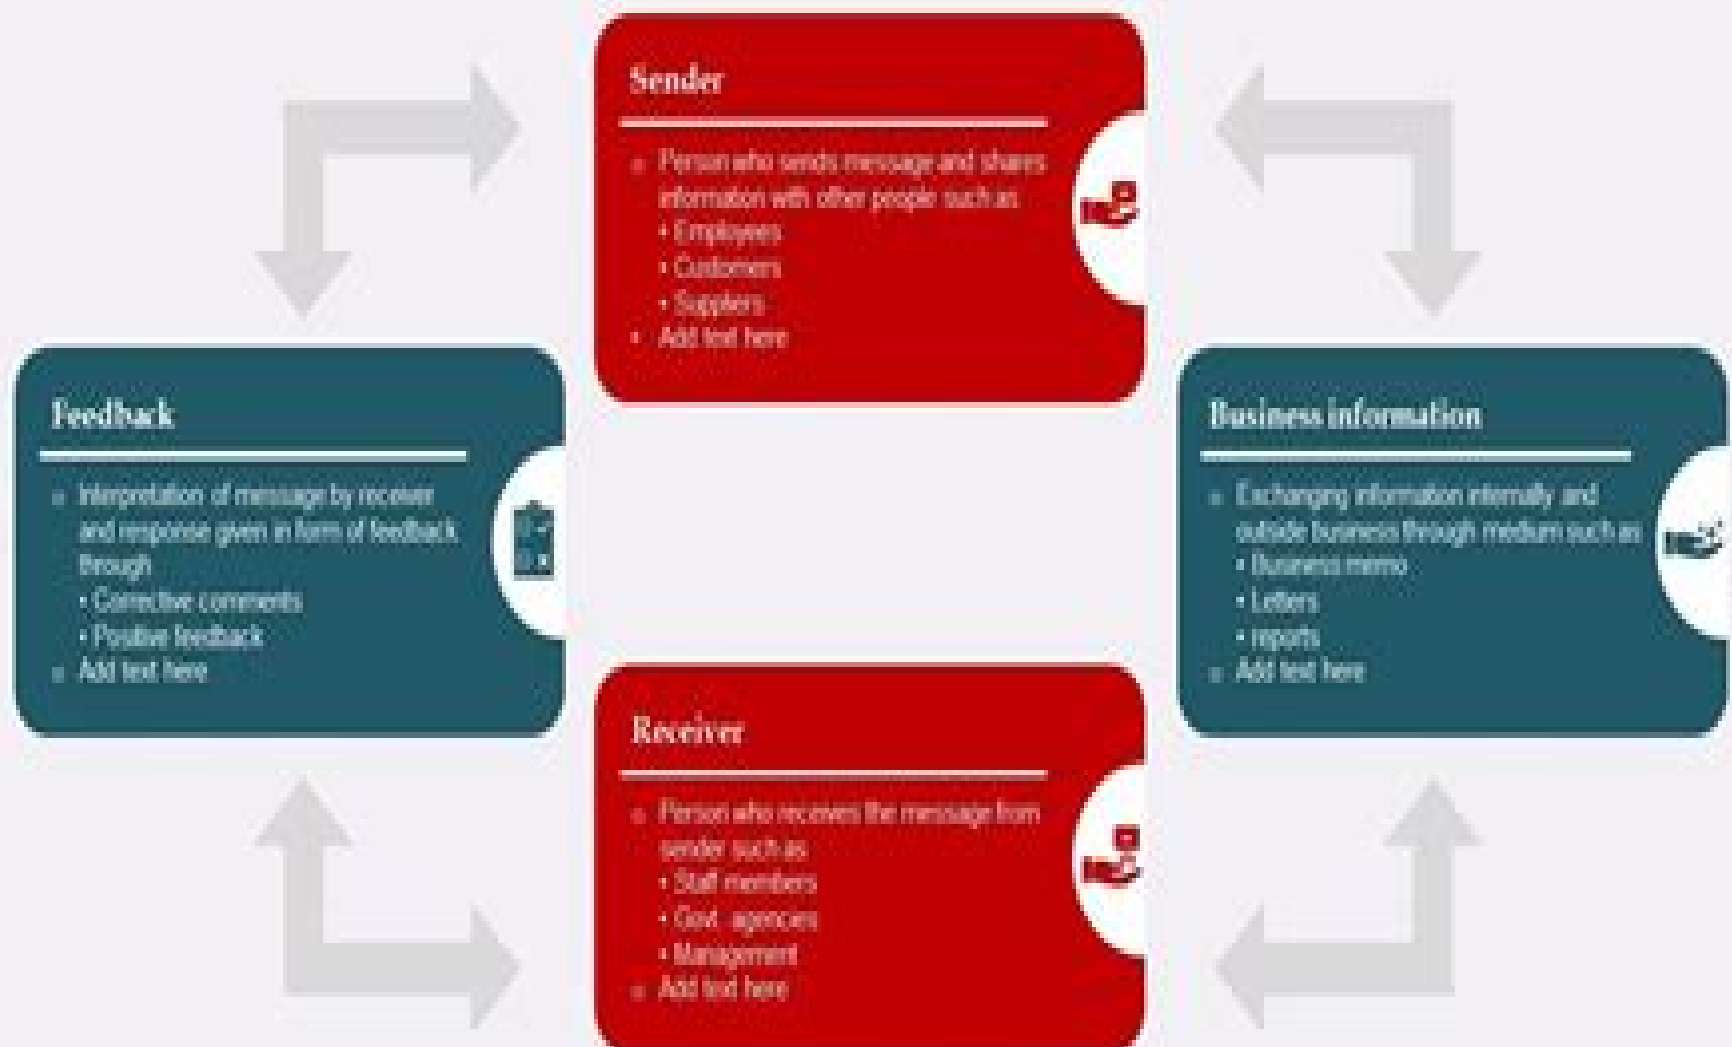 Sender
Person who sends message and shares
information with other people such as
• Employees
• Customers
• Suppliers
• Add text here
Feedback
Interpretation of message by receiver
and response given in form of feedback
through
• Corrective comments
• Positive feedback
Add text here
Business information
Exchanging information internally and
outside business through medium such as
• Business memo
• Letters
• reports
Add text here
Receiver
Person who receives the message from
sender such as
• Staff members
• Govt. agencies
• Management
Add text here